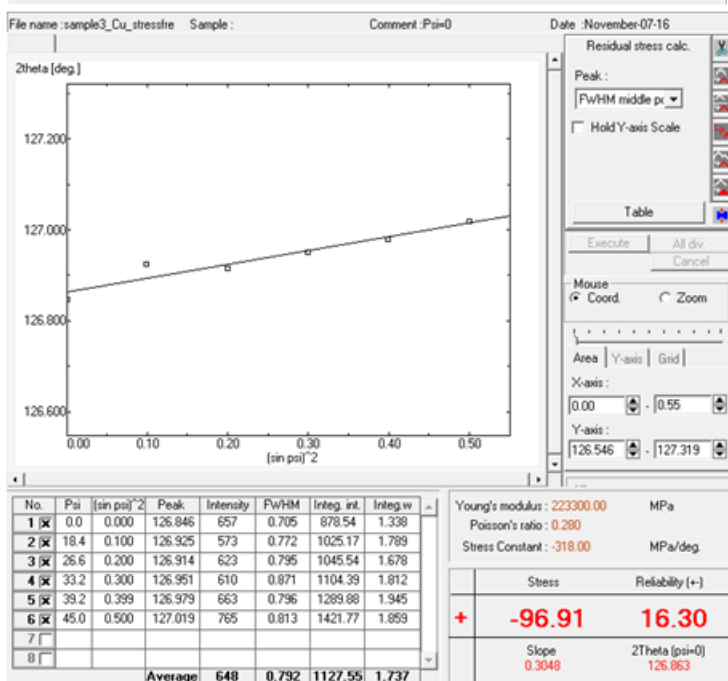 File name :sample3_Cu_stressfre Sample : Comment :Psi=0 Date :November-07-16
Residual stress calc.
Peak :
FWHM middle pc
Hold Y-axis Scale
Table
Execute All div.
Cancel
Mouse
Coord. Zoom
Area Y-axis Grid
X-axis :
0.00 - 0.55
Y-axis :
126.546 - 127.319
2theta [deg.]
127.200
127.000
126.800
126.600
0.00 0.10 0.20 0.30 0.40 0.50
(sin psi)^2
No. Psi (sin psi)^2 Peak Intensity FWHM Integ. int. Integ.w
1 0.0 0.000 126.846 657 0.705 878.54 1.338
2 18.4 0.100 126.925 573 0.772 1025.17 1.789
3 26.6 0.200 126.914 623 0.795 1045.54 1.678
4 33.2 0.300 126.951 610 0.871 1104.39 1.812
5 39.2 0.399 126.979 663 0.796 1289.88 1.945
6 45.0 0.500 127.019 765 0.813 1421.77 1.859
7
8
Average 648 0.792 1127.55 1.737
Young's modulus : 223300.00 MPa
Poisson's ratio : 0.280
Stress Constant : -318.00 MPa/deg.
Stress Reliability (+-)
+ -96.91 16.30
Slope 2Theta (psi=0)
0.3048 126.863